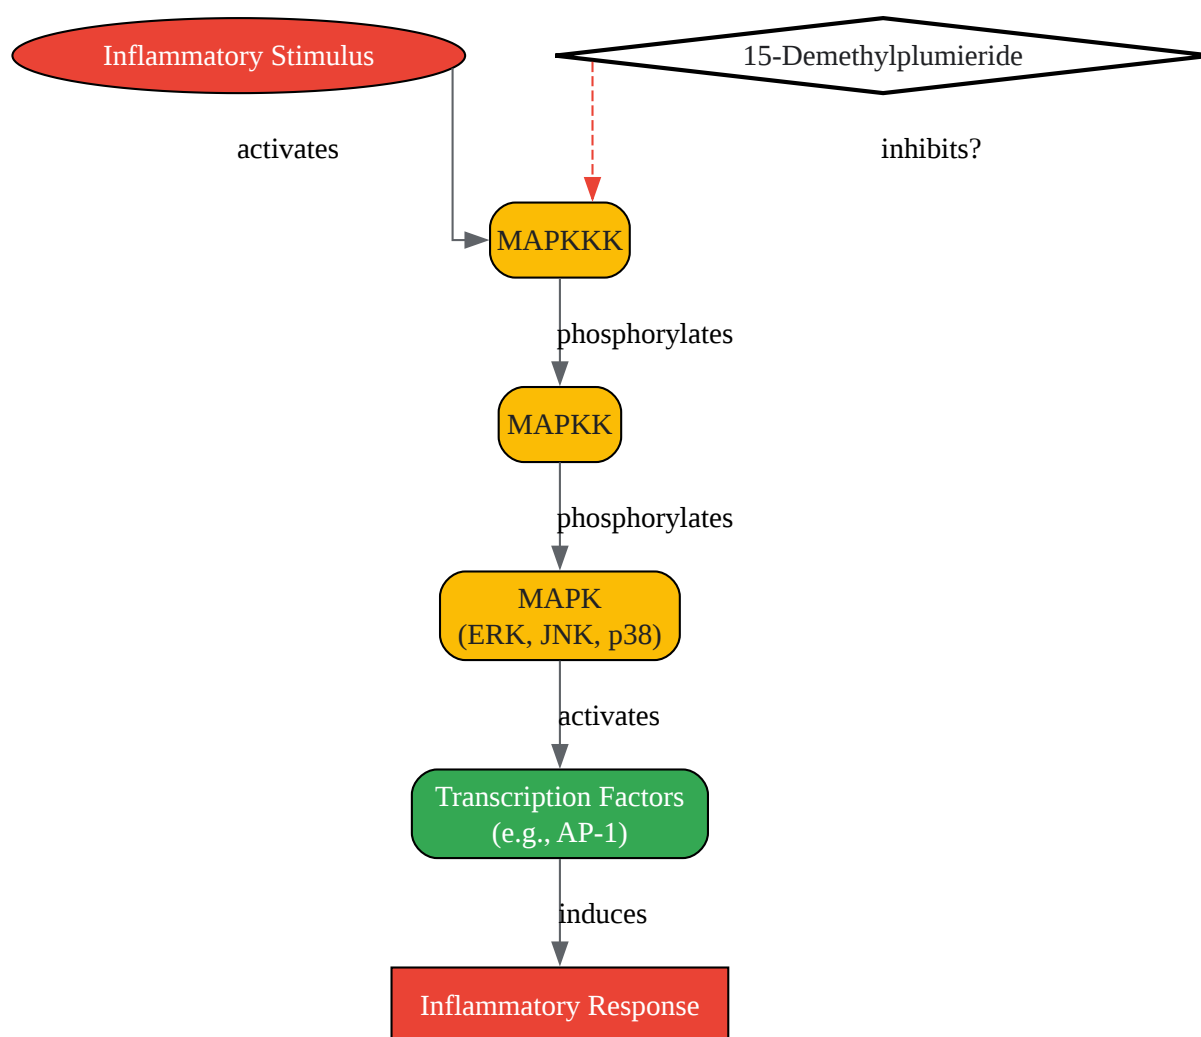 Inflammatory Stimulus
15-Demethylplumieride
activates
inhibits?
MAPKKK
phosphorylates
MAPKK
phosphorylates
MAPK
(ERK, JNK, p38)
activates
Transcription Factors
(e.g., AP-1)
induces
Inflammatory Response